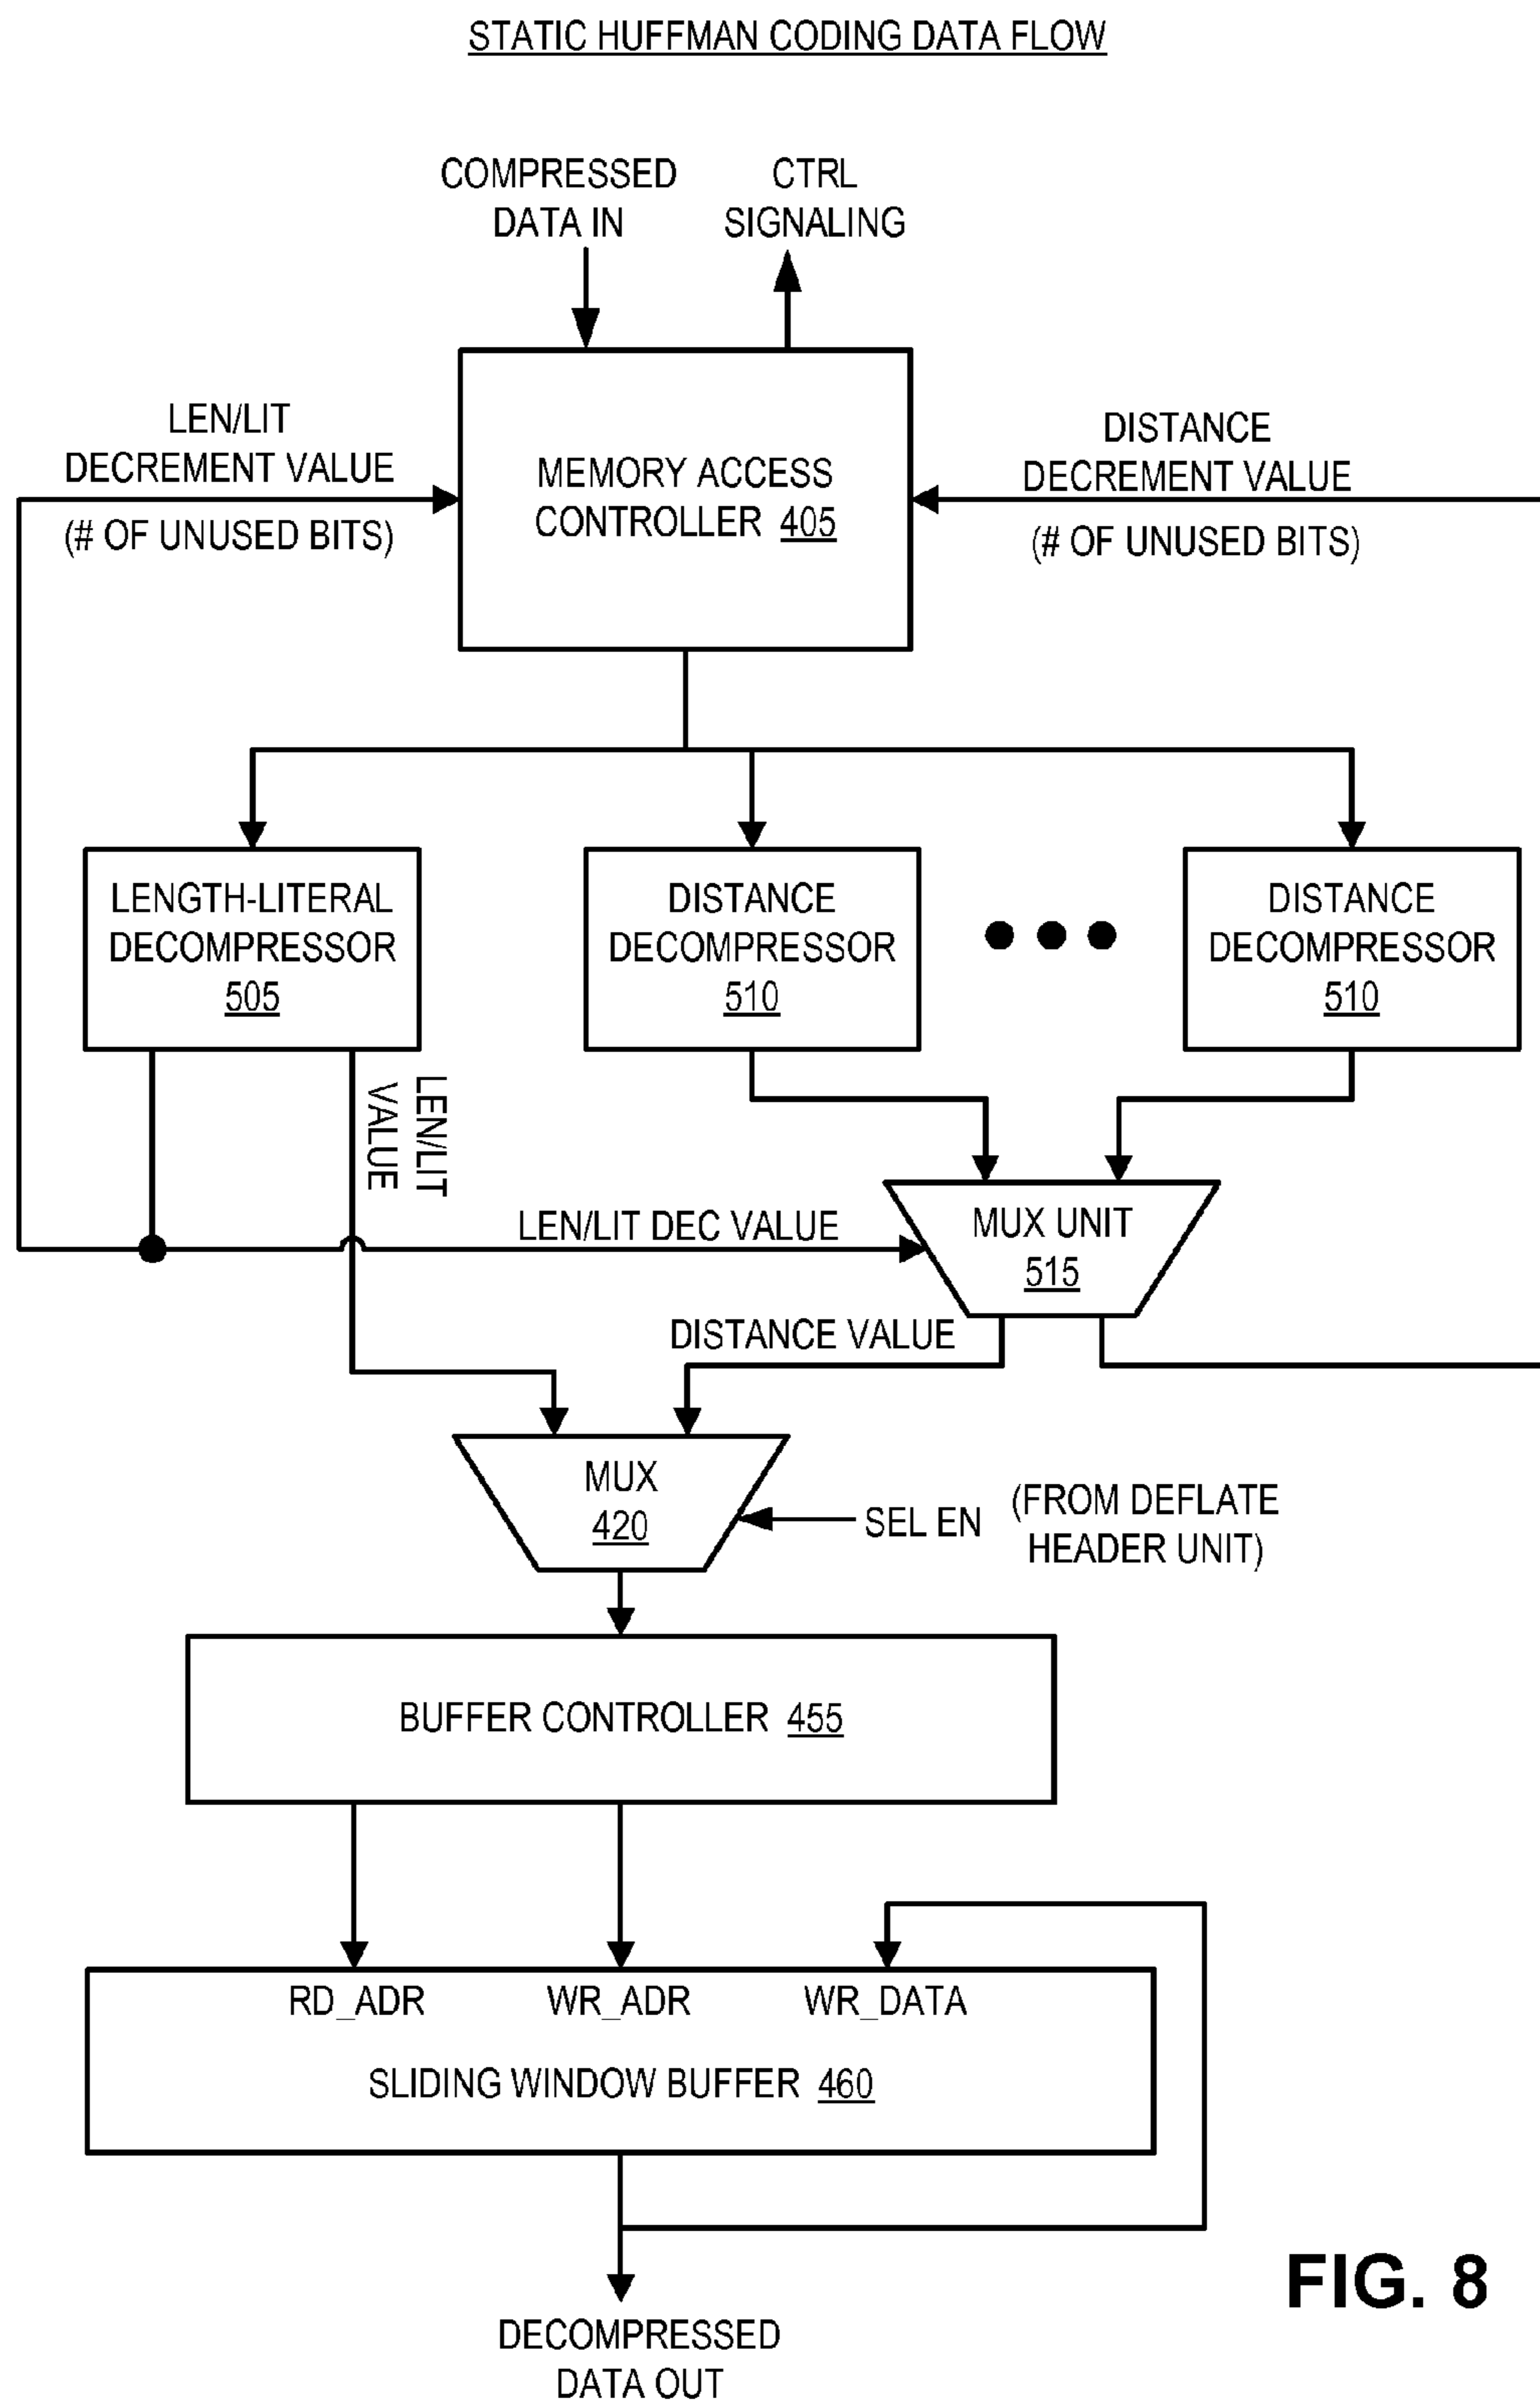 STATIC HUFFMAN CODING DATA FLOW
COMPRESSED
DATA IN
CTRL
SIGNALING
LEN/LIT
DECREMENT VALUE
(# OF UNUSED BITS)
MEMORY ACCESS
CONTROLLER 405
DISTANCE
DECREMENT VALUE
(# OF UNUSED BITS)
LENGTH-LITERAL
DECOMPRESSOR
505
DISTANCE
DECOMPRESSOR
510
DISTANCE
DECOMPRESSOR
510
LEN/LIT
VALUE
LEN/LIT DEC VALUE
MUX UNIT
515
DISTANCE VALUE
MUX
420
SEL EN
(FROM DEFLATE
HEADER UNIT)
BUFFER CONTROLLER 455
RD_ADR
WR_ADR
WR_DATA
SLIDING WINDOW BUFFER 460
DECOMPRESSED
DATA OUT
FIG. 8